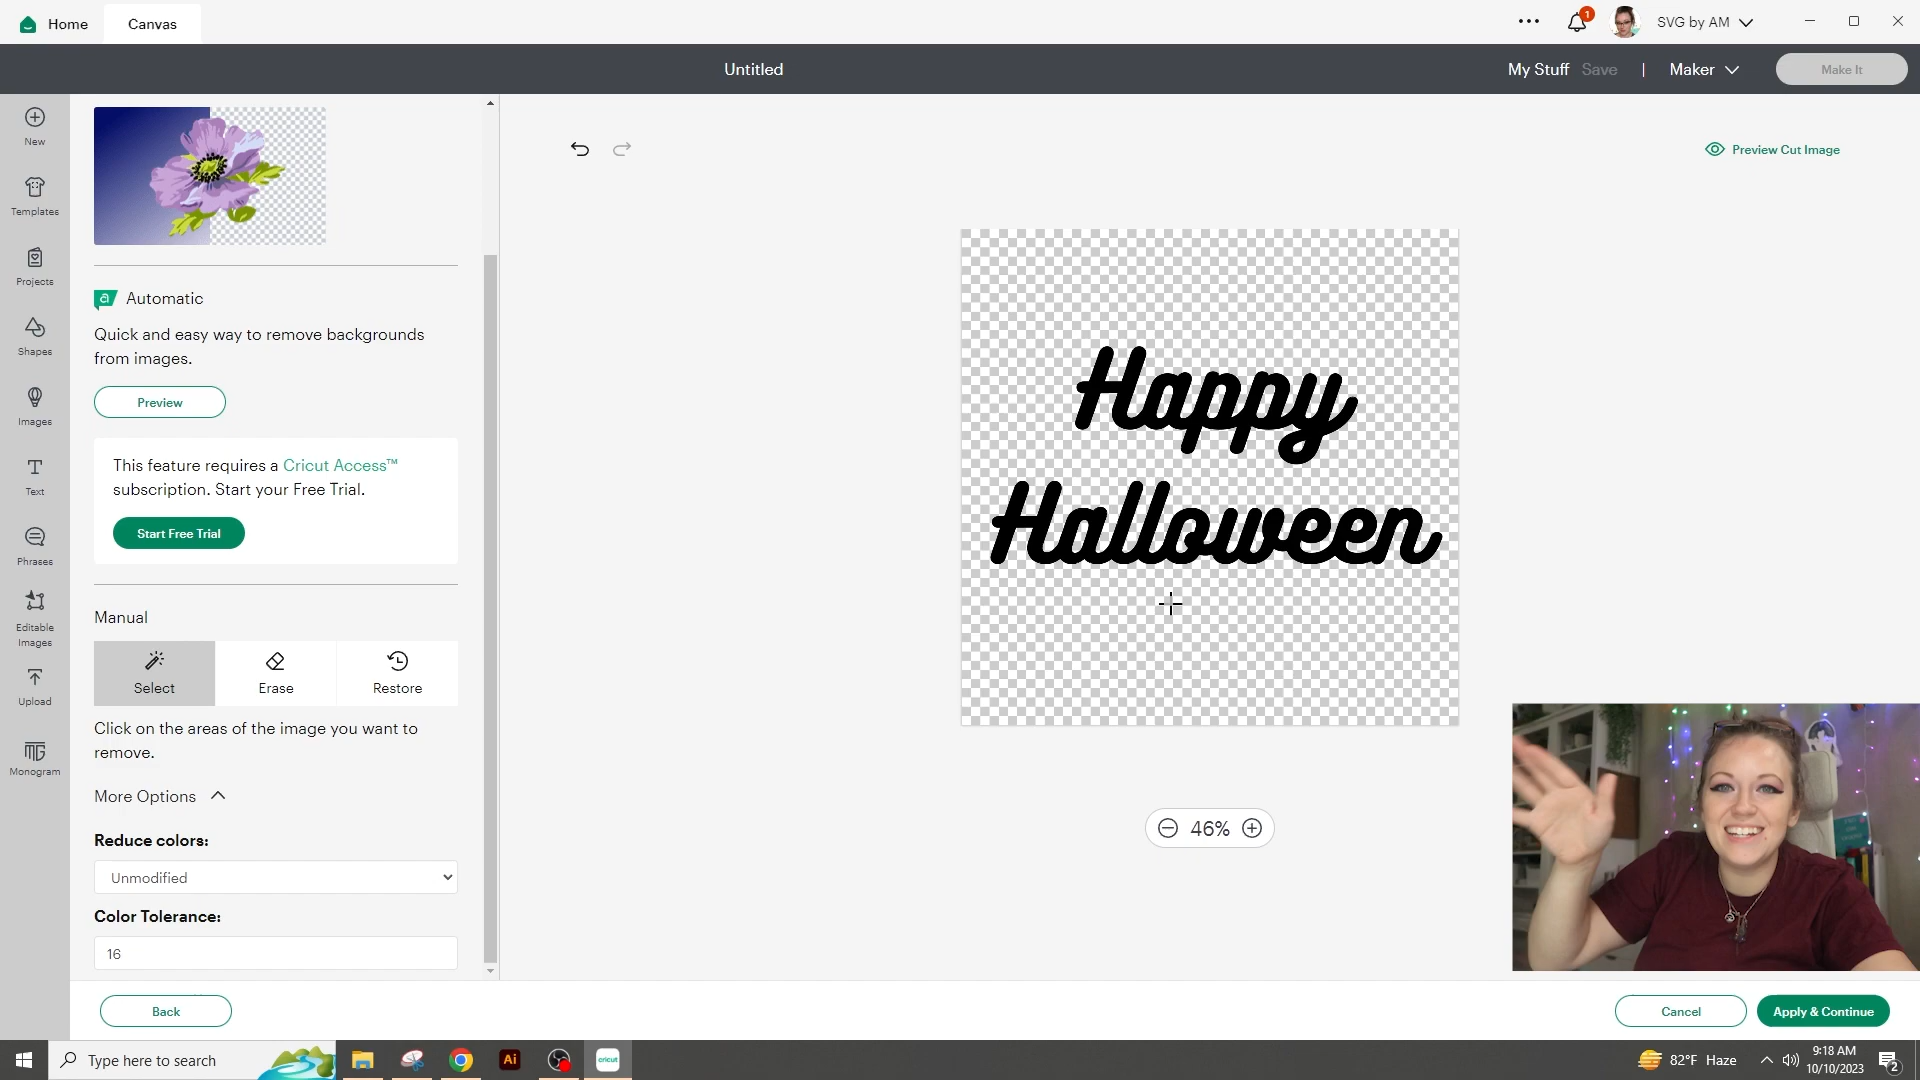 Home
Canvas
1
SVG by AM
Untitled
My Stuff
Save
|
Maker
Make It
New
Templates
Projects
Shapes
Images
Text
Phrases
Editable
Images
Upload
Monogram
a Automatic
Quick and easy way to remove backgrounds
from images.
Preview
This feature requires a Cricut Access™
subscription. Start your Free Trial.
Start Free Trial
Manual
Select
Erase
Restore
Click on the areas of the image you want to
remove.
More Options
Reduce colors:
Unmodified
Color Tolerance:
16
Back
Preview Cut Image
Happy
Halloween
46%
Cancel
Apply & Continue
Type here to search
Ai
cricut
82°F Haze
9:18 AM
10/10/2023
2